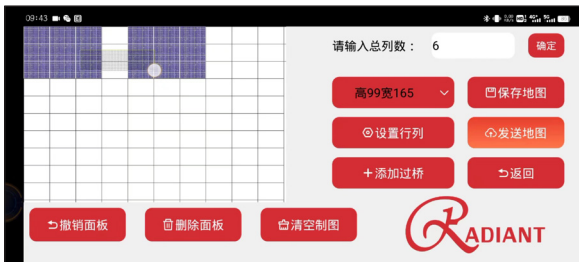 09:43
请输入总列数： 6 确定
高99宽165 保存地图
设置行列 发送地图
添加过桥 返回
撤销面板 删除面板 清空制图
RADIANT